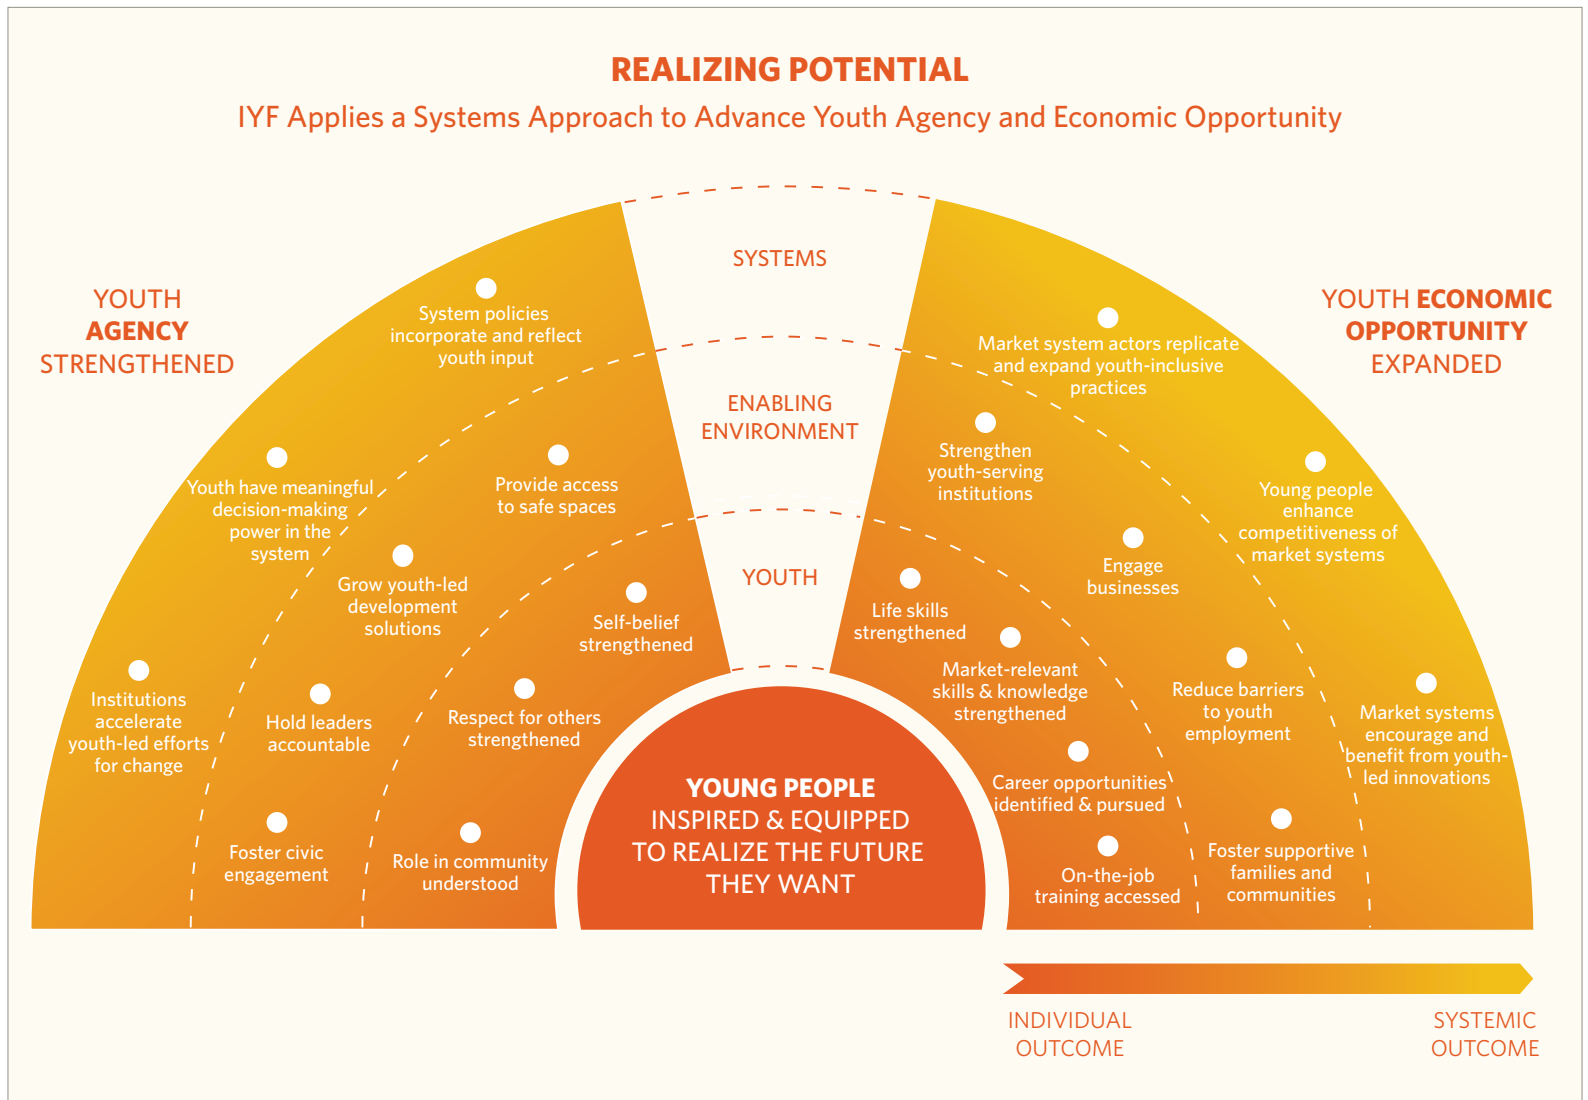 REALIZING POTENTIAL
IYF Applies a Systems Approach to Advance Youth Agency and Economic Opportunity
YOUTH
AGENCY
STRENGTHENED
System policies
incorporate and reflect
youth input
Youth have meaningful
decision-making
power in the
system
Institutions
accelerate
youth-led efforts
for change
Provide access
to safe spaces
Grow youth-led
development
solutions
Hold leaders
accountable
Foster civic
engagement
Self-belief
strengthened
Respect for others
strengthened
Role in community
understood
SYSTEMS
ENABLING
ENVIRONMENT
YOUTH
YOUNG PEOPLE
INSPIRED & EQUIPPED
TO REALIZE THE FUTURE
THEY WANT
YOUTH ECONOMIC
OPPORTUNITY
EXPANDED
Market system actors replicate
and expand youth-inclusive
practices
Young people
enhance
competitiveness of
market systems
Market systems
encourage and
benefit from youth-
led innovations
Strengthen
youth-serving
institutions
Engage
businesses
Reduce barriers
to youth
employment
Foster supportive
families and
communities
Life skills
strengthened
Market-relevant
skills & knowledge
strengthened
Career opportunities
identified & pursued
On-the-job
training accessed
INDIVIDUAL
OUTCOME
SYSTEMIC
OUTCOME